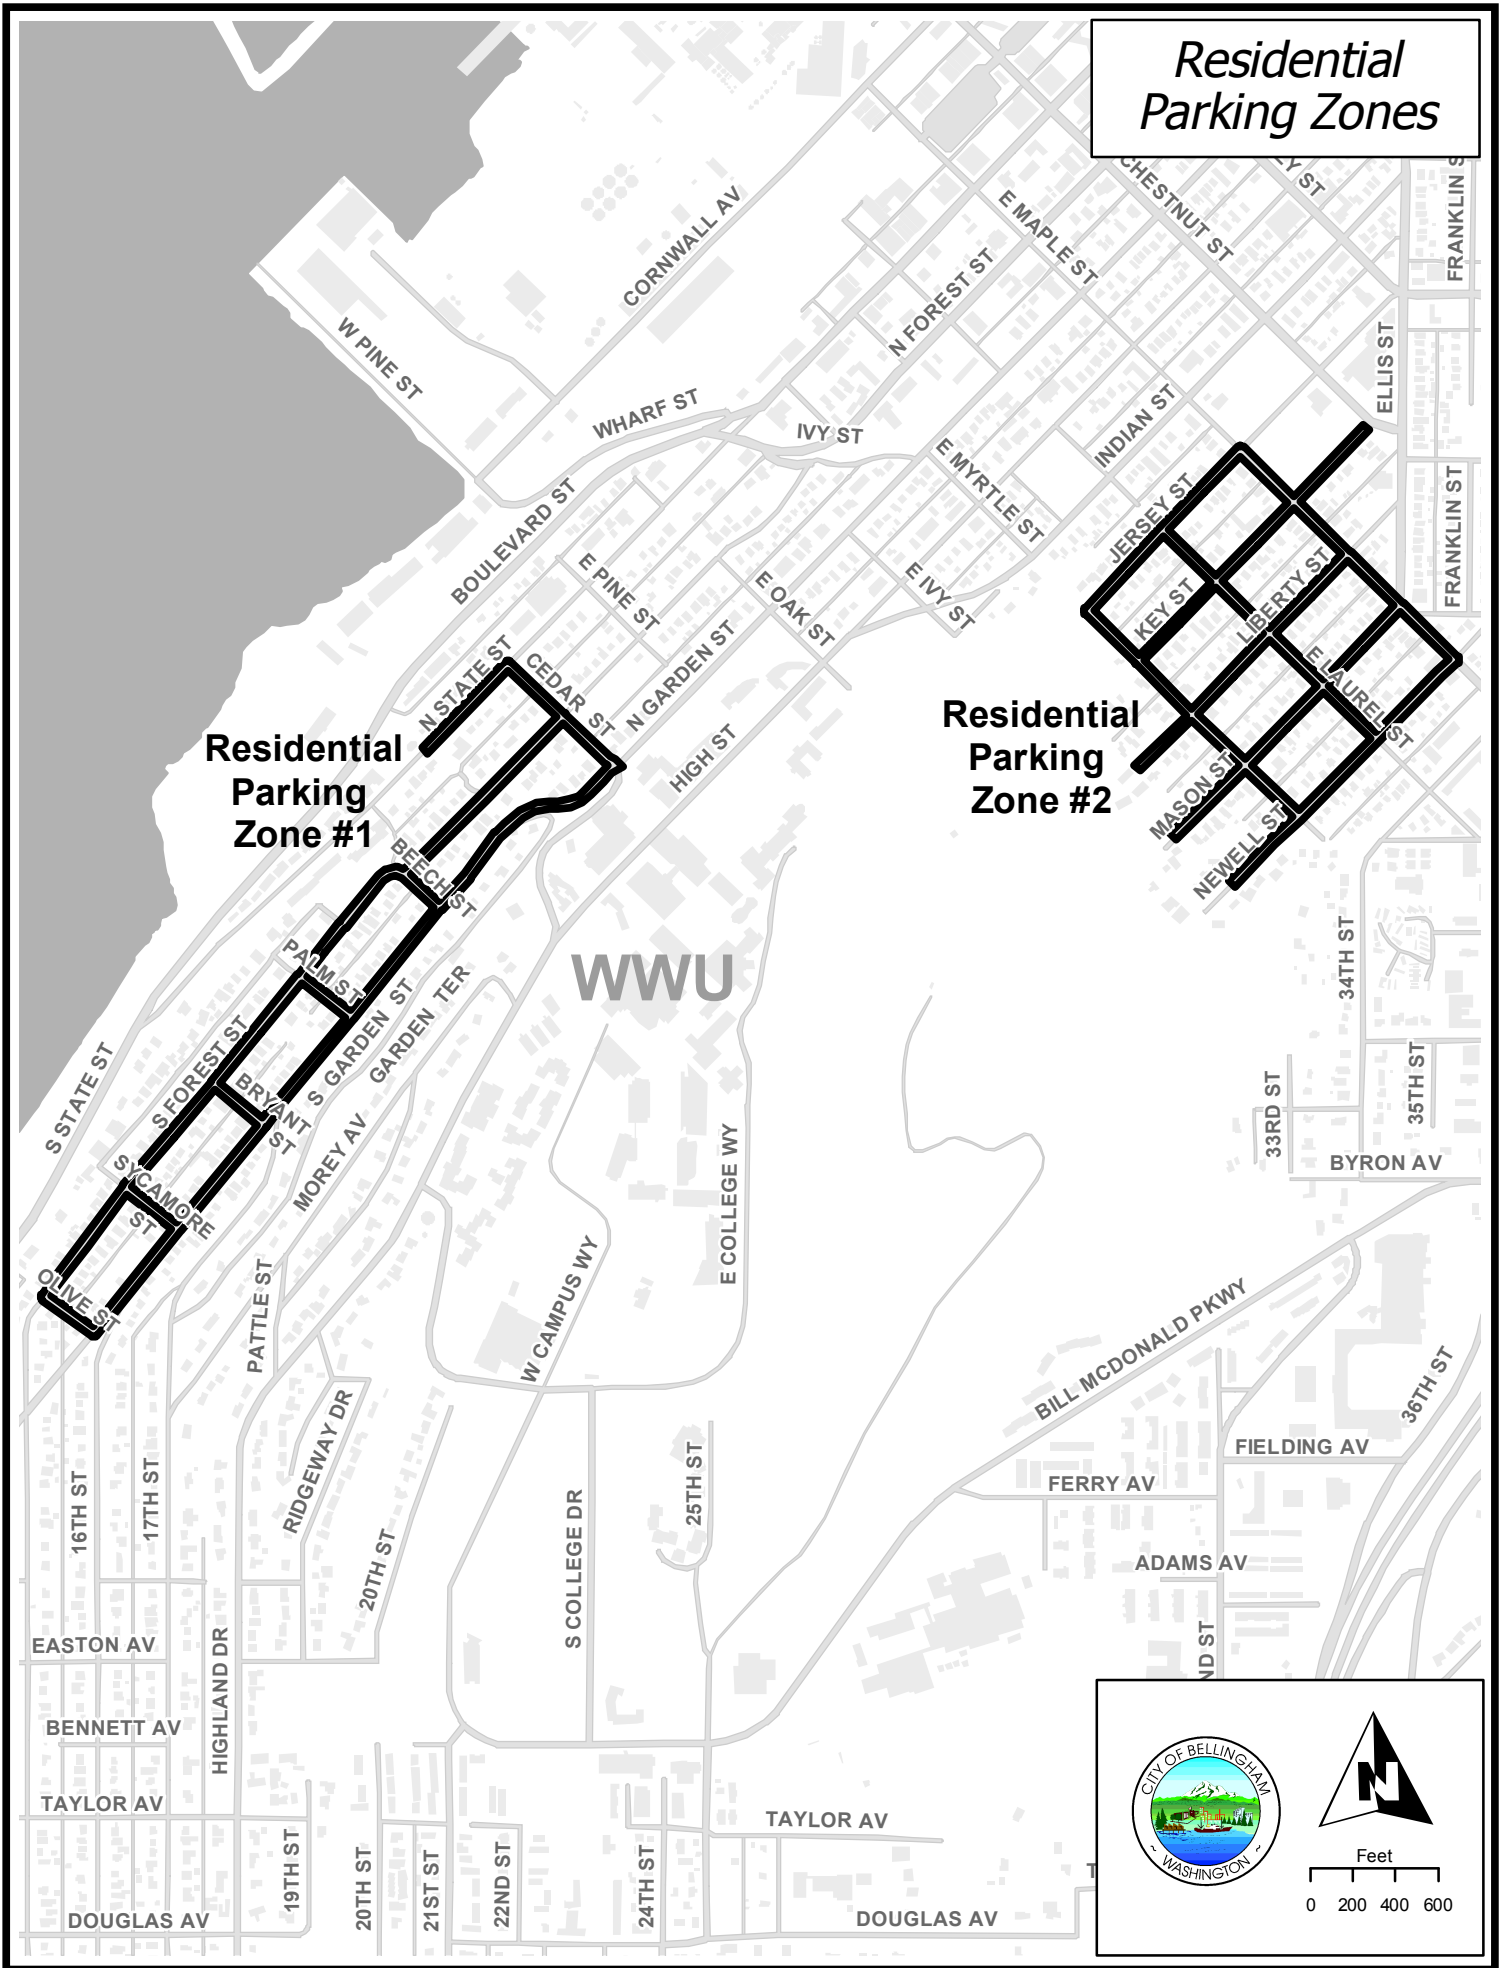 Residential
Parking Zones
CHESTNUT ST
EY ST
FRANKLIN S
E MAPLE ST
CORNWALL AV
N FOREST ST
W PINE ST
ELLIS ST
WHARF ST
IVY ST
INDIAN ST
E MYRTLE ST
JERSEY ST
FRANKLIN ST
BOULEVARD ST
E PINE ST
E OAK ST
E IVY ST
KEY ST
LIBERTY ST
E LAUREL ST
N STATE ST
CEDAR ST
N GARDEN ST
HIGH ST
Residential
Parking
Zone #1
Residential
Parking
Zone #2
MASON ST
NEWELL ST
BEECH ST
WWU
PALM ST
S GARDEN ST
GARDEN TER
34TH ST
S STATE ST
S FOREST ST
BRYANT
ST
MOREY AV
35TH ST
33RD ST
BYRON AV
SYCAMORE
ST
E COLLEGE WY
OLIVE ST
PATTLE ST
W CAMPUS WY
BILL MCDONALD PKWY
36TH ST
RIDGEWAY DR
FIELDING AV
FERRY AV
16TH ST
17TH ST
25TH ST
S COLLEGE DR
20TH ST
ADAMS AV
EASTON AV
HIGHLAND DR
ND ST
BENNETT AV
TAYLOR AV
TAYLOR AV
19TH ST
20TH ST
21ST ST
22ND ST
24TH ST
T
DOUGLAS AV
DOUGLAS AV
CITY OF BELLINGHAM
~ WASHINGTON ~
N
Feet
0 200 400 600